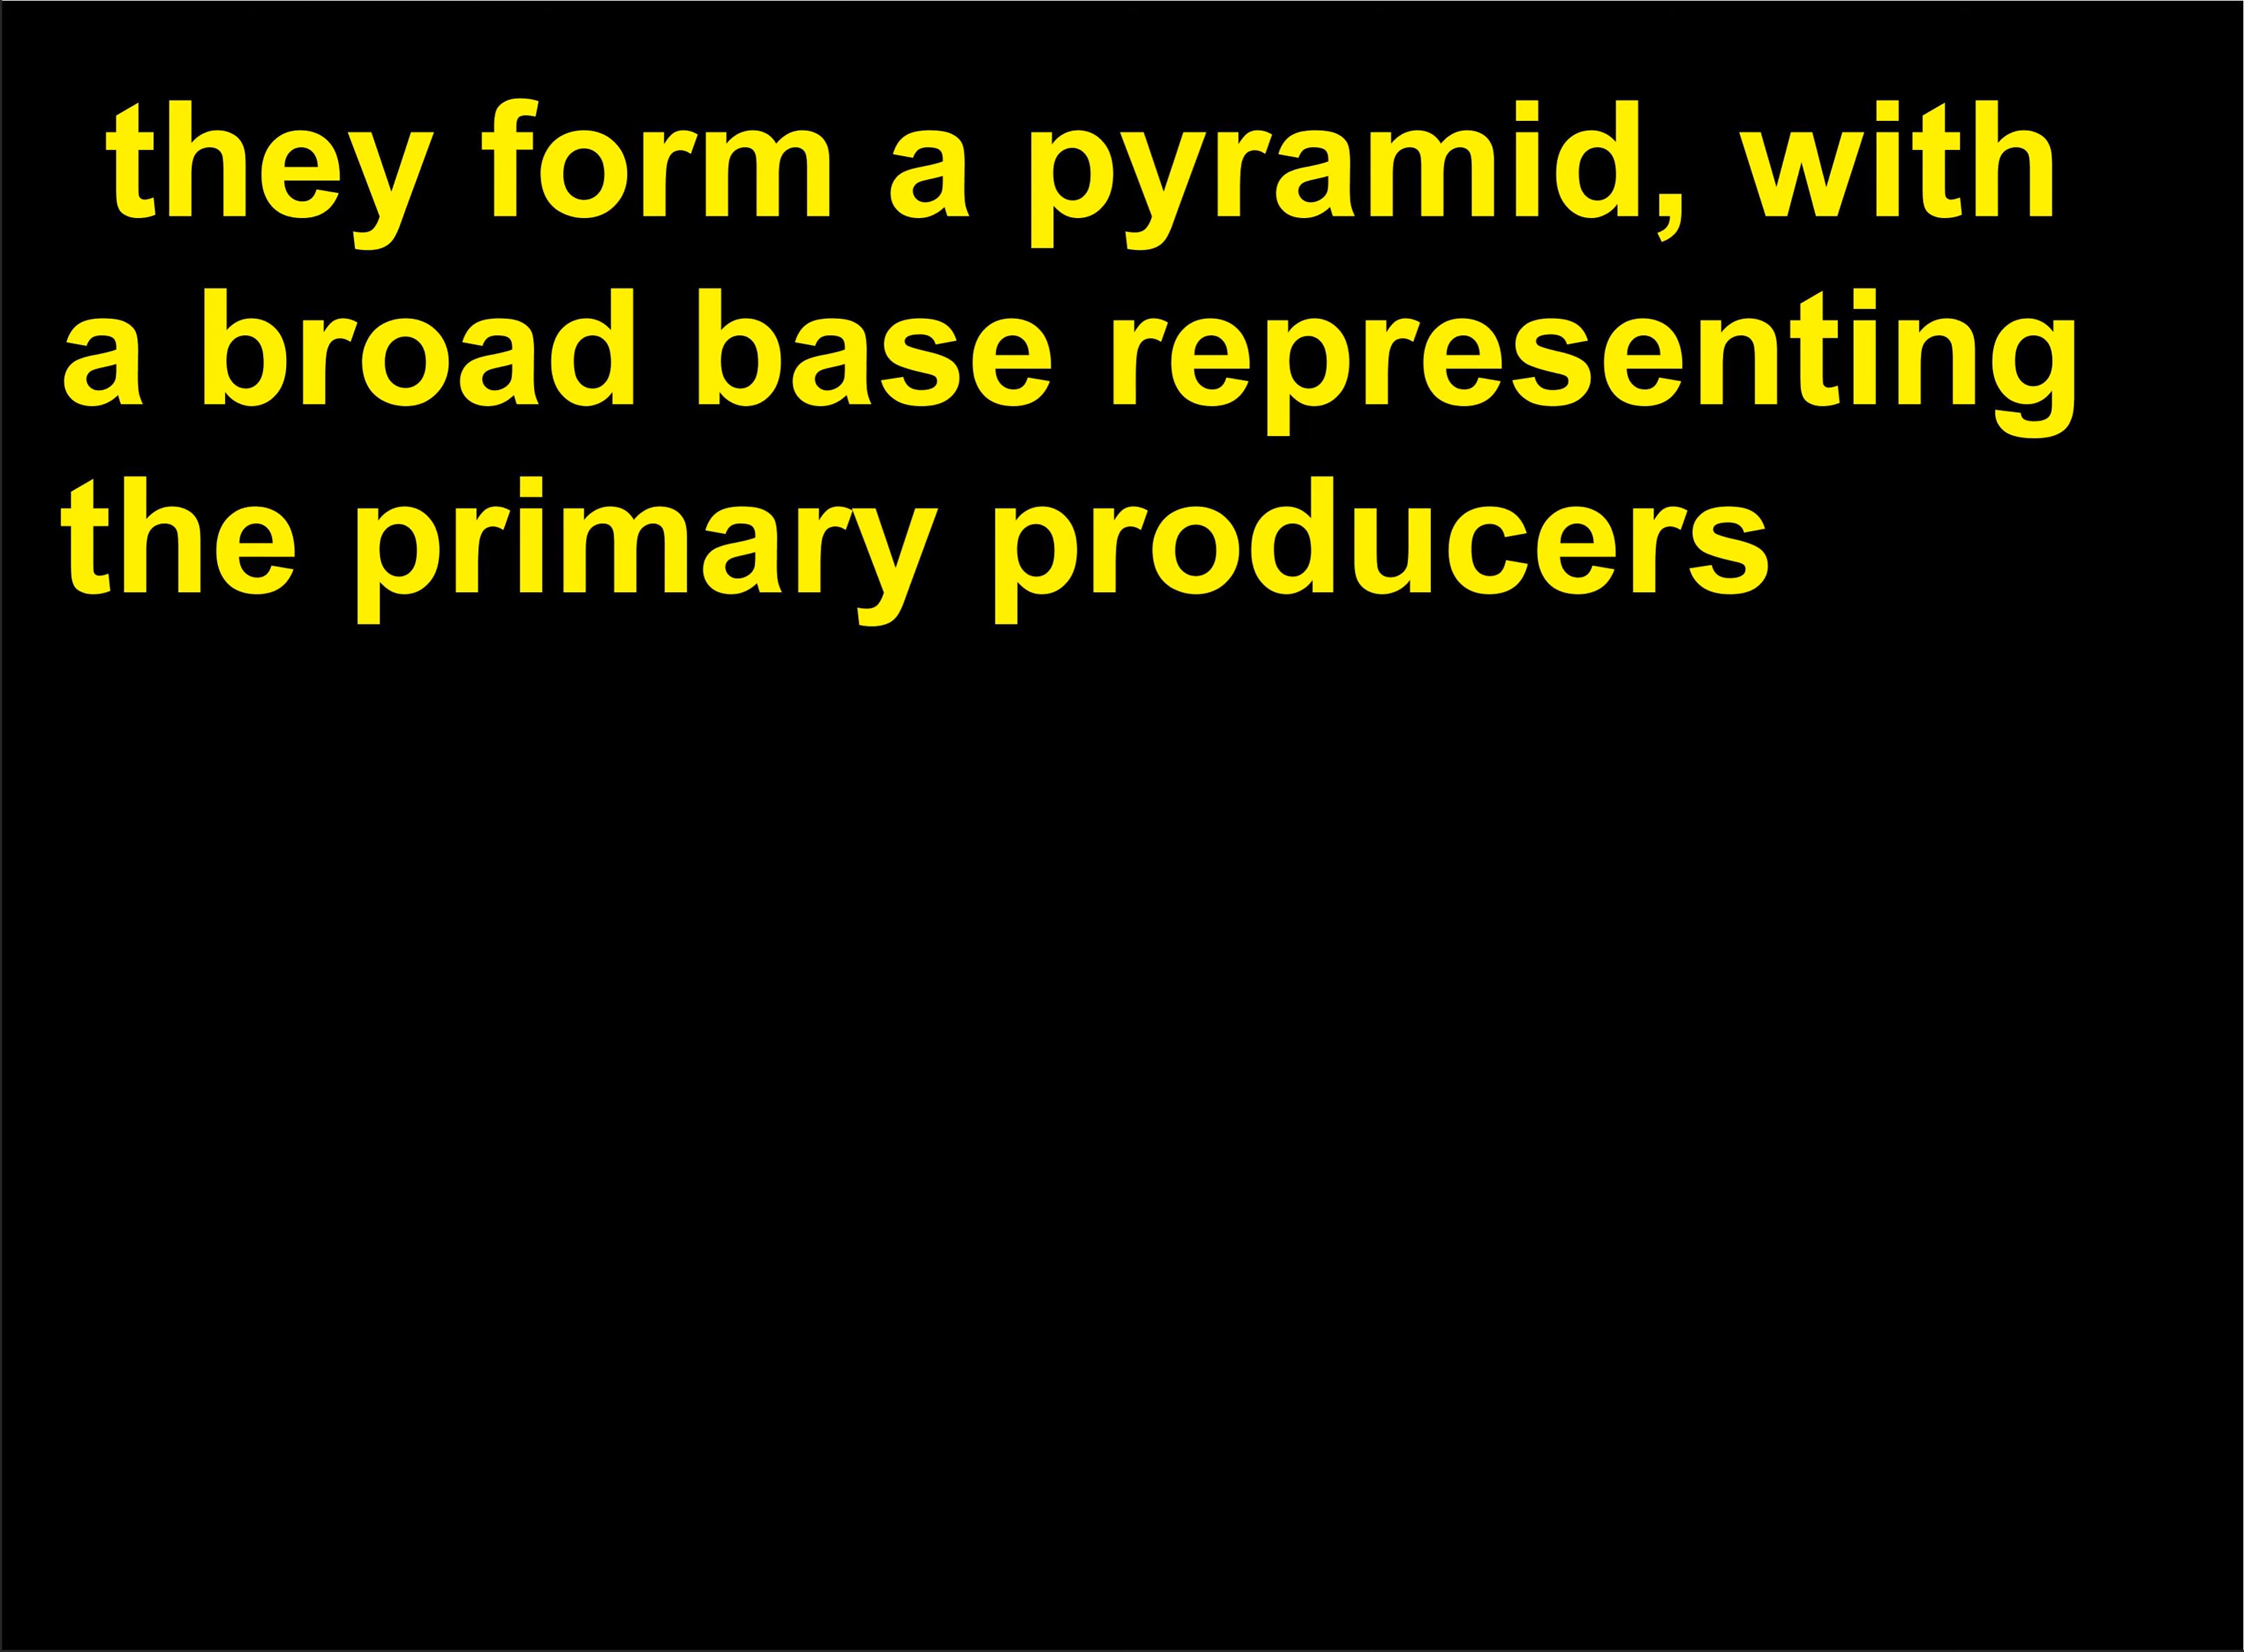 they form a pyramid, with
a broad base representing
the primary producers